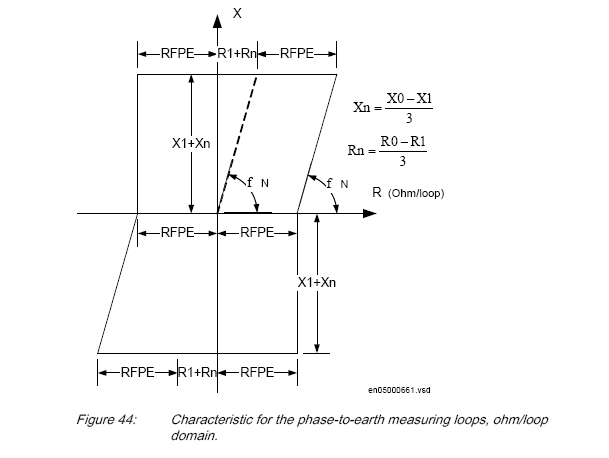 X
RFPE R1+Rn RFPE
Xn = X0 – X1 / 3
X1+Xn
Rn = R0 – R1 / 3
f N f N
R (Ohm/loop)
RFPE RFPE
X1+Xn
RFPE R1+Rn RFPE
en05000661.vsd
Figure 44: Characteristic for the phase-to-earth measuring loops, ohm/loop
domain.